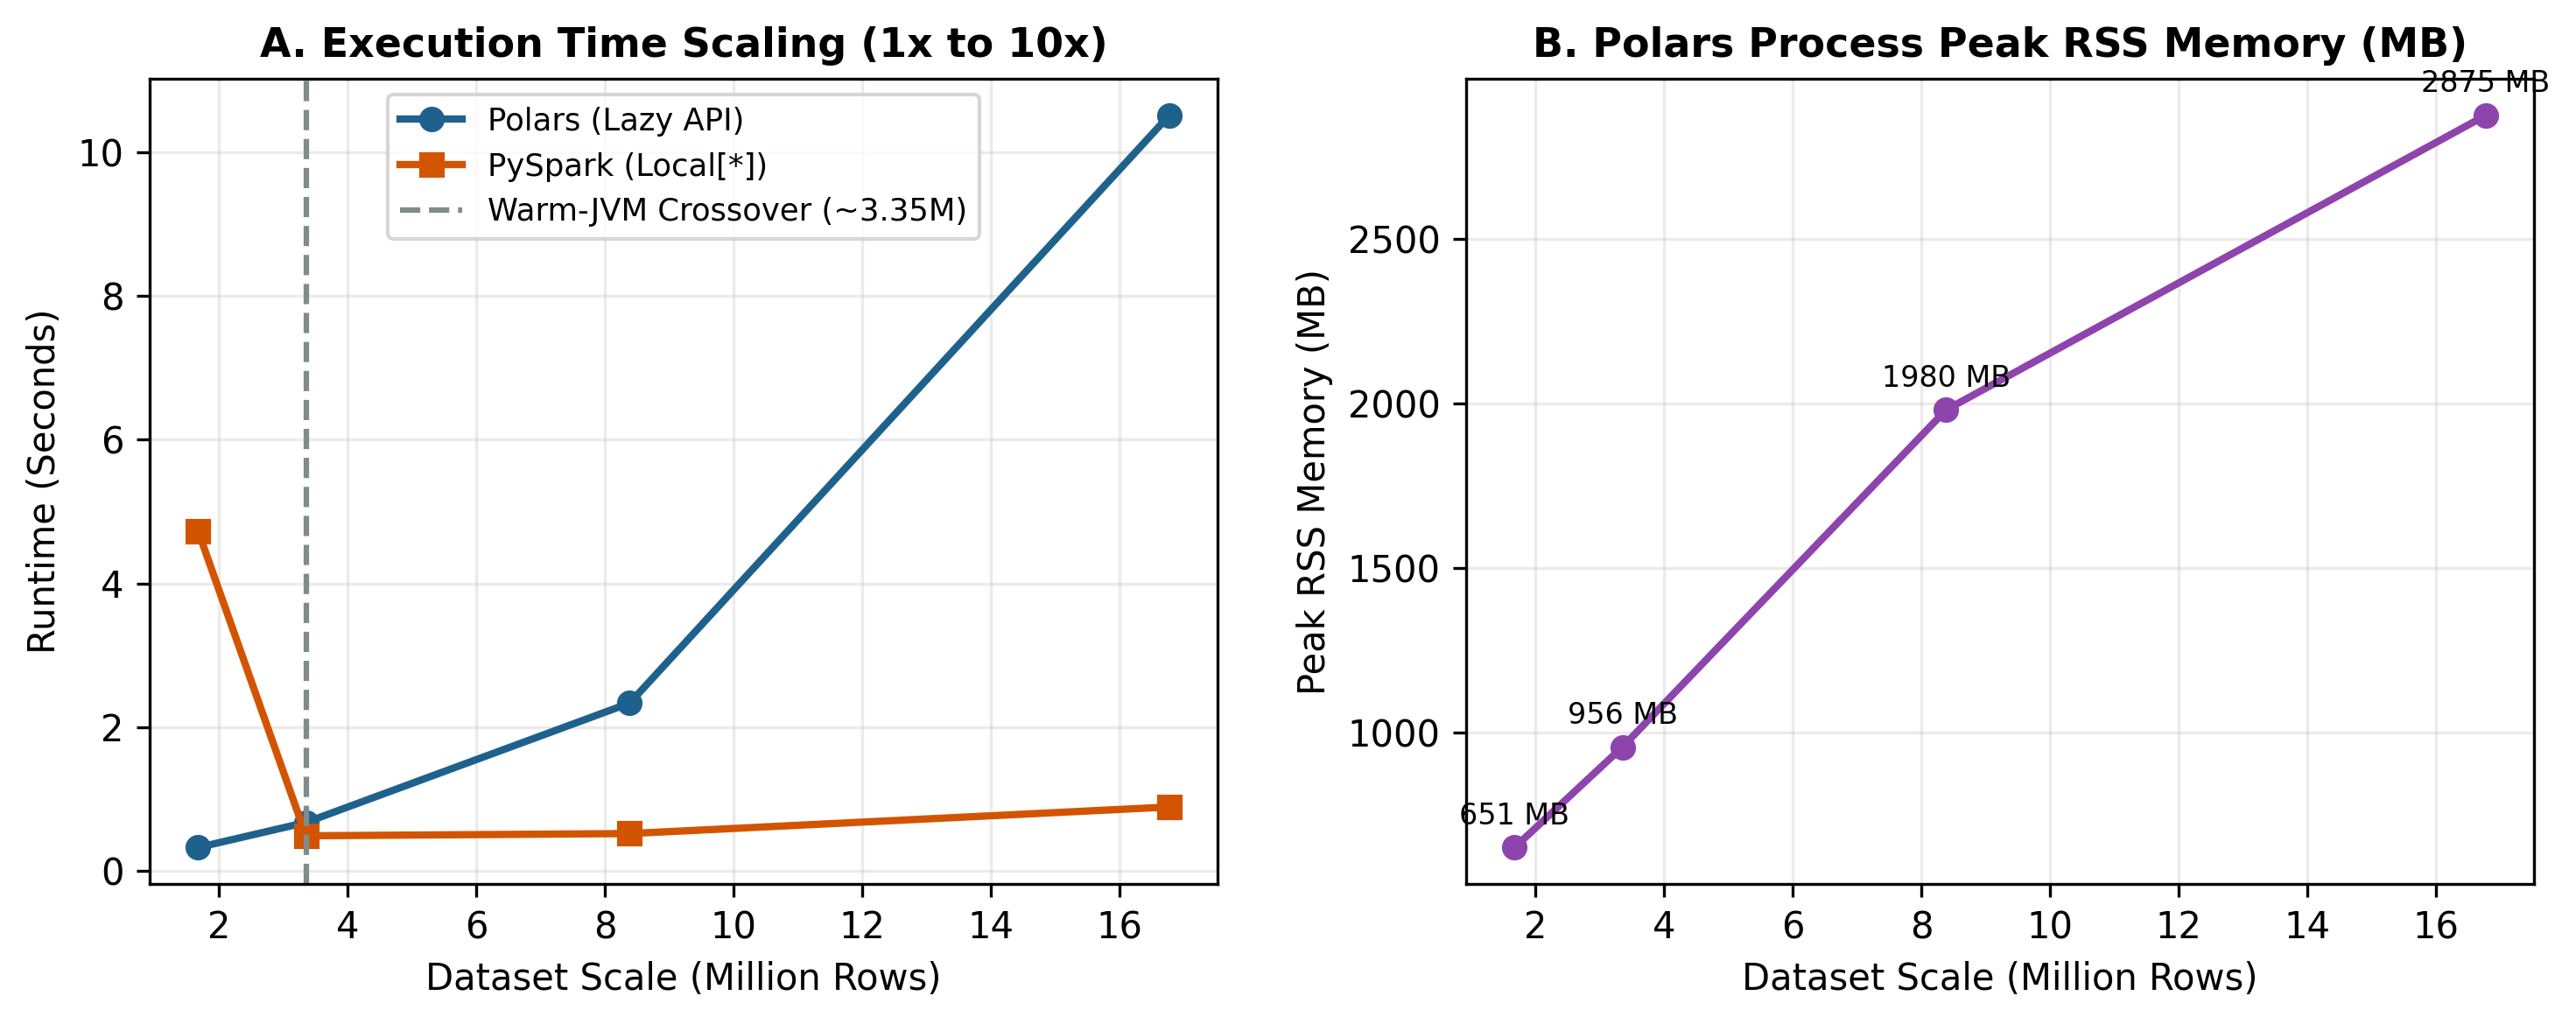 A. Execution Time Scaling (1x to 10x)
Polars (Lazy API)
PySpark (Local[*])
Warm-JVM Crossover (~3.35M)
Runtime (Seconds)
10
8
6
4
2
0
2 4 6 8 10 12 14 16
Dataset Scale (Million Rows)
B. Polars Process Peak RSS Memory (MB)
2875 MB
1980 MB
956 MB
651 MB
Peak RSS Memory (MB)
2500
2000
1500
1000
2 4 6 8 10 12 14 16
Dataset Scale (Million Rows)